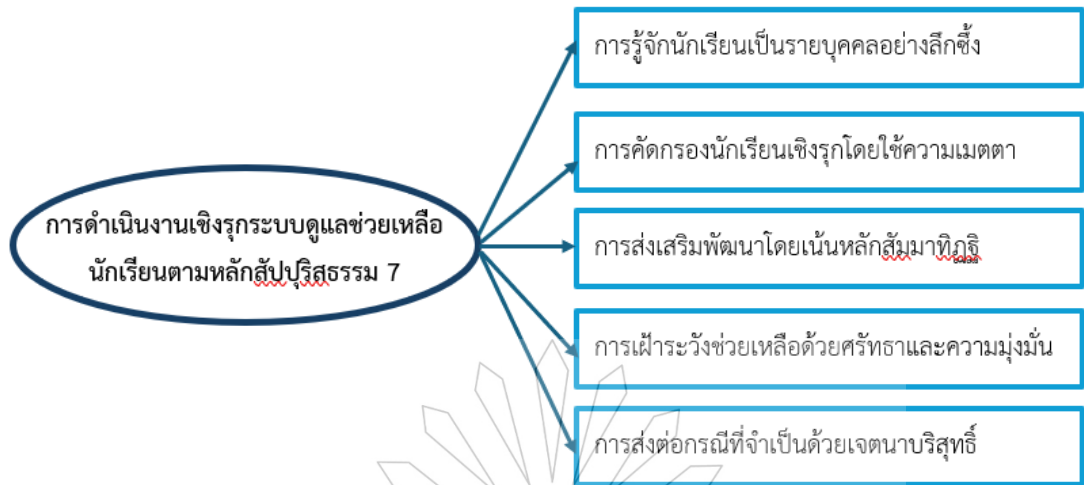 การรู้จักนักเรียนเป็นรายบุคคลอย่างลึกซึ้ง
การคัดกรองนักเรียนเชิงรุกโดยใช้ความเมตตา
การดำเนินงานเชิงรุกระบบดูแลช่วยเหลือ
นักเรียนตามหลักสัปปุริสธรรม 7
การส่งเสริมพัฒนาโดยเน้นหลักสัมมาทิฏฐิ
การเฝ้าระวังช่วยเหลือด้วยศรัทธาและความมุ่งมั่น
การส่งต่อกรณีที่จำเป็นด้วยเจตนาบริสุทธิ์